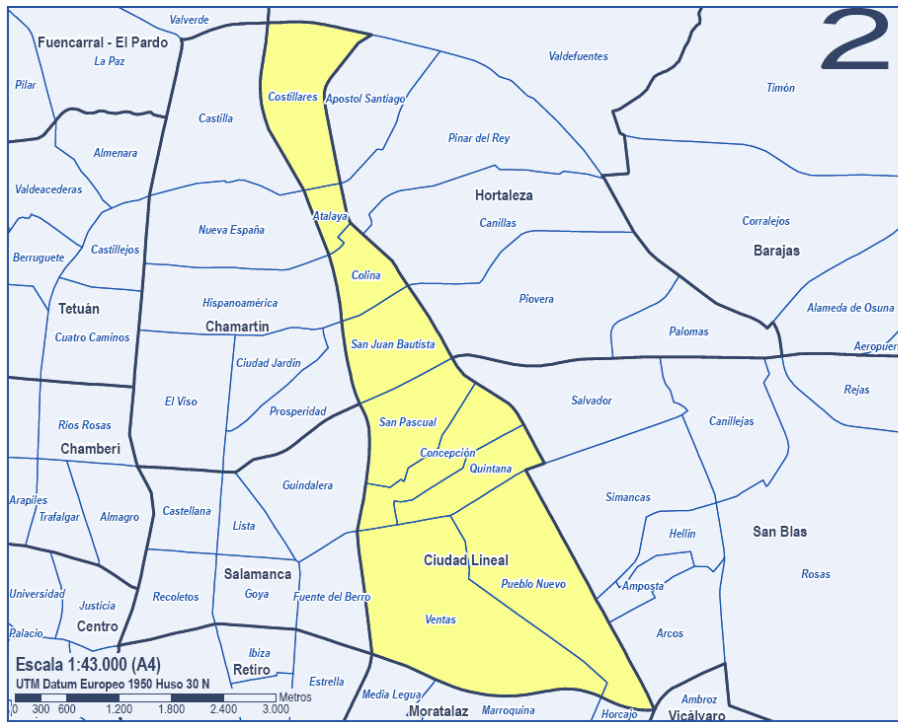 Valverde
2
Fuencarral - El Pardo
La Paz
Valdefuentes
Pilar
Timón
Costillares
Apostol Santiago
Castilla
Pinar del Rey
Almenara
Valdeacederas
Hortaleza
Atalaya
Canillas
Nueva España
Corralejos
Barajas
Castillejos
Berruguete
Colina
Hispanoamérica
Piovera
Alameda de Osuna
Tetuán
Chamartín
Cuatro Caminos
Palomas
San Juan Bautista
Aeropuer
Ciudad Jardín
Rejas
El Viso
Salvador
Prosperidad
San Pascual
Canillejas
Rios Rosas
Chamberí
Concepción
Quintana
Guindalera
Simancas
Arapiles
Trafalgar
Almagro
Castellana
Lista
Hellín
San Blas
Ciudad Lineal
Salamanca
Rosas
Pueblo Nuevo
Amposta
Universidad
Justicia
Recoletos
Goya
Fuente del Berro
Centro
Ventas
Palacio
Arcos
Ibiza
Escala 1:43.000 (A4)
Retiro
UTM Datum Europeo 1950 Huso 30 N
Estrella
Media Legua
Ambroz
0 300 600 1.200 1.800 2.400 3.000 Metros
Moratalaz
Marroquina
Horcajo
Vicálvaro